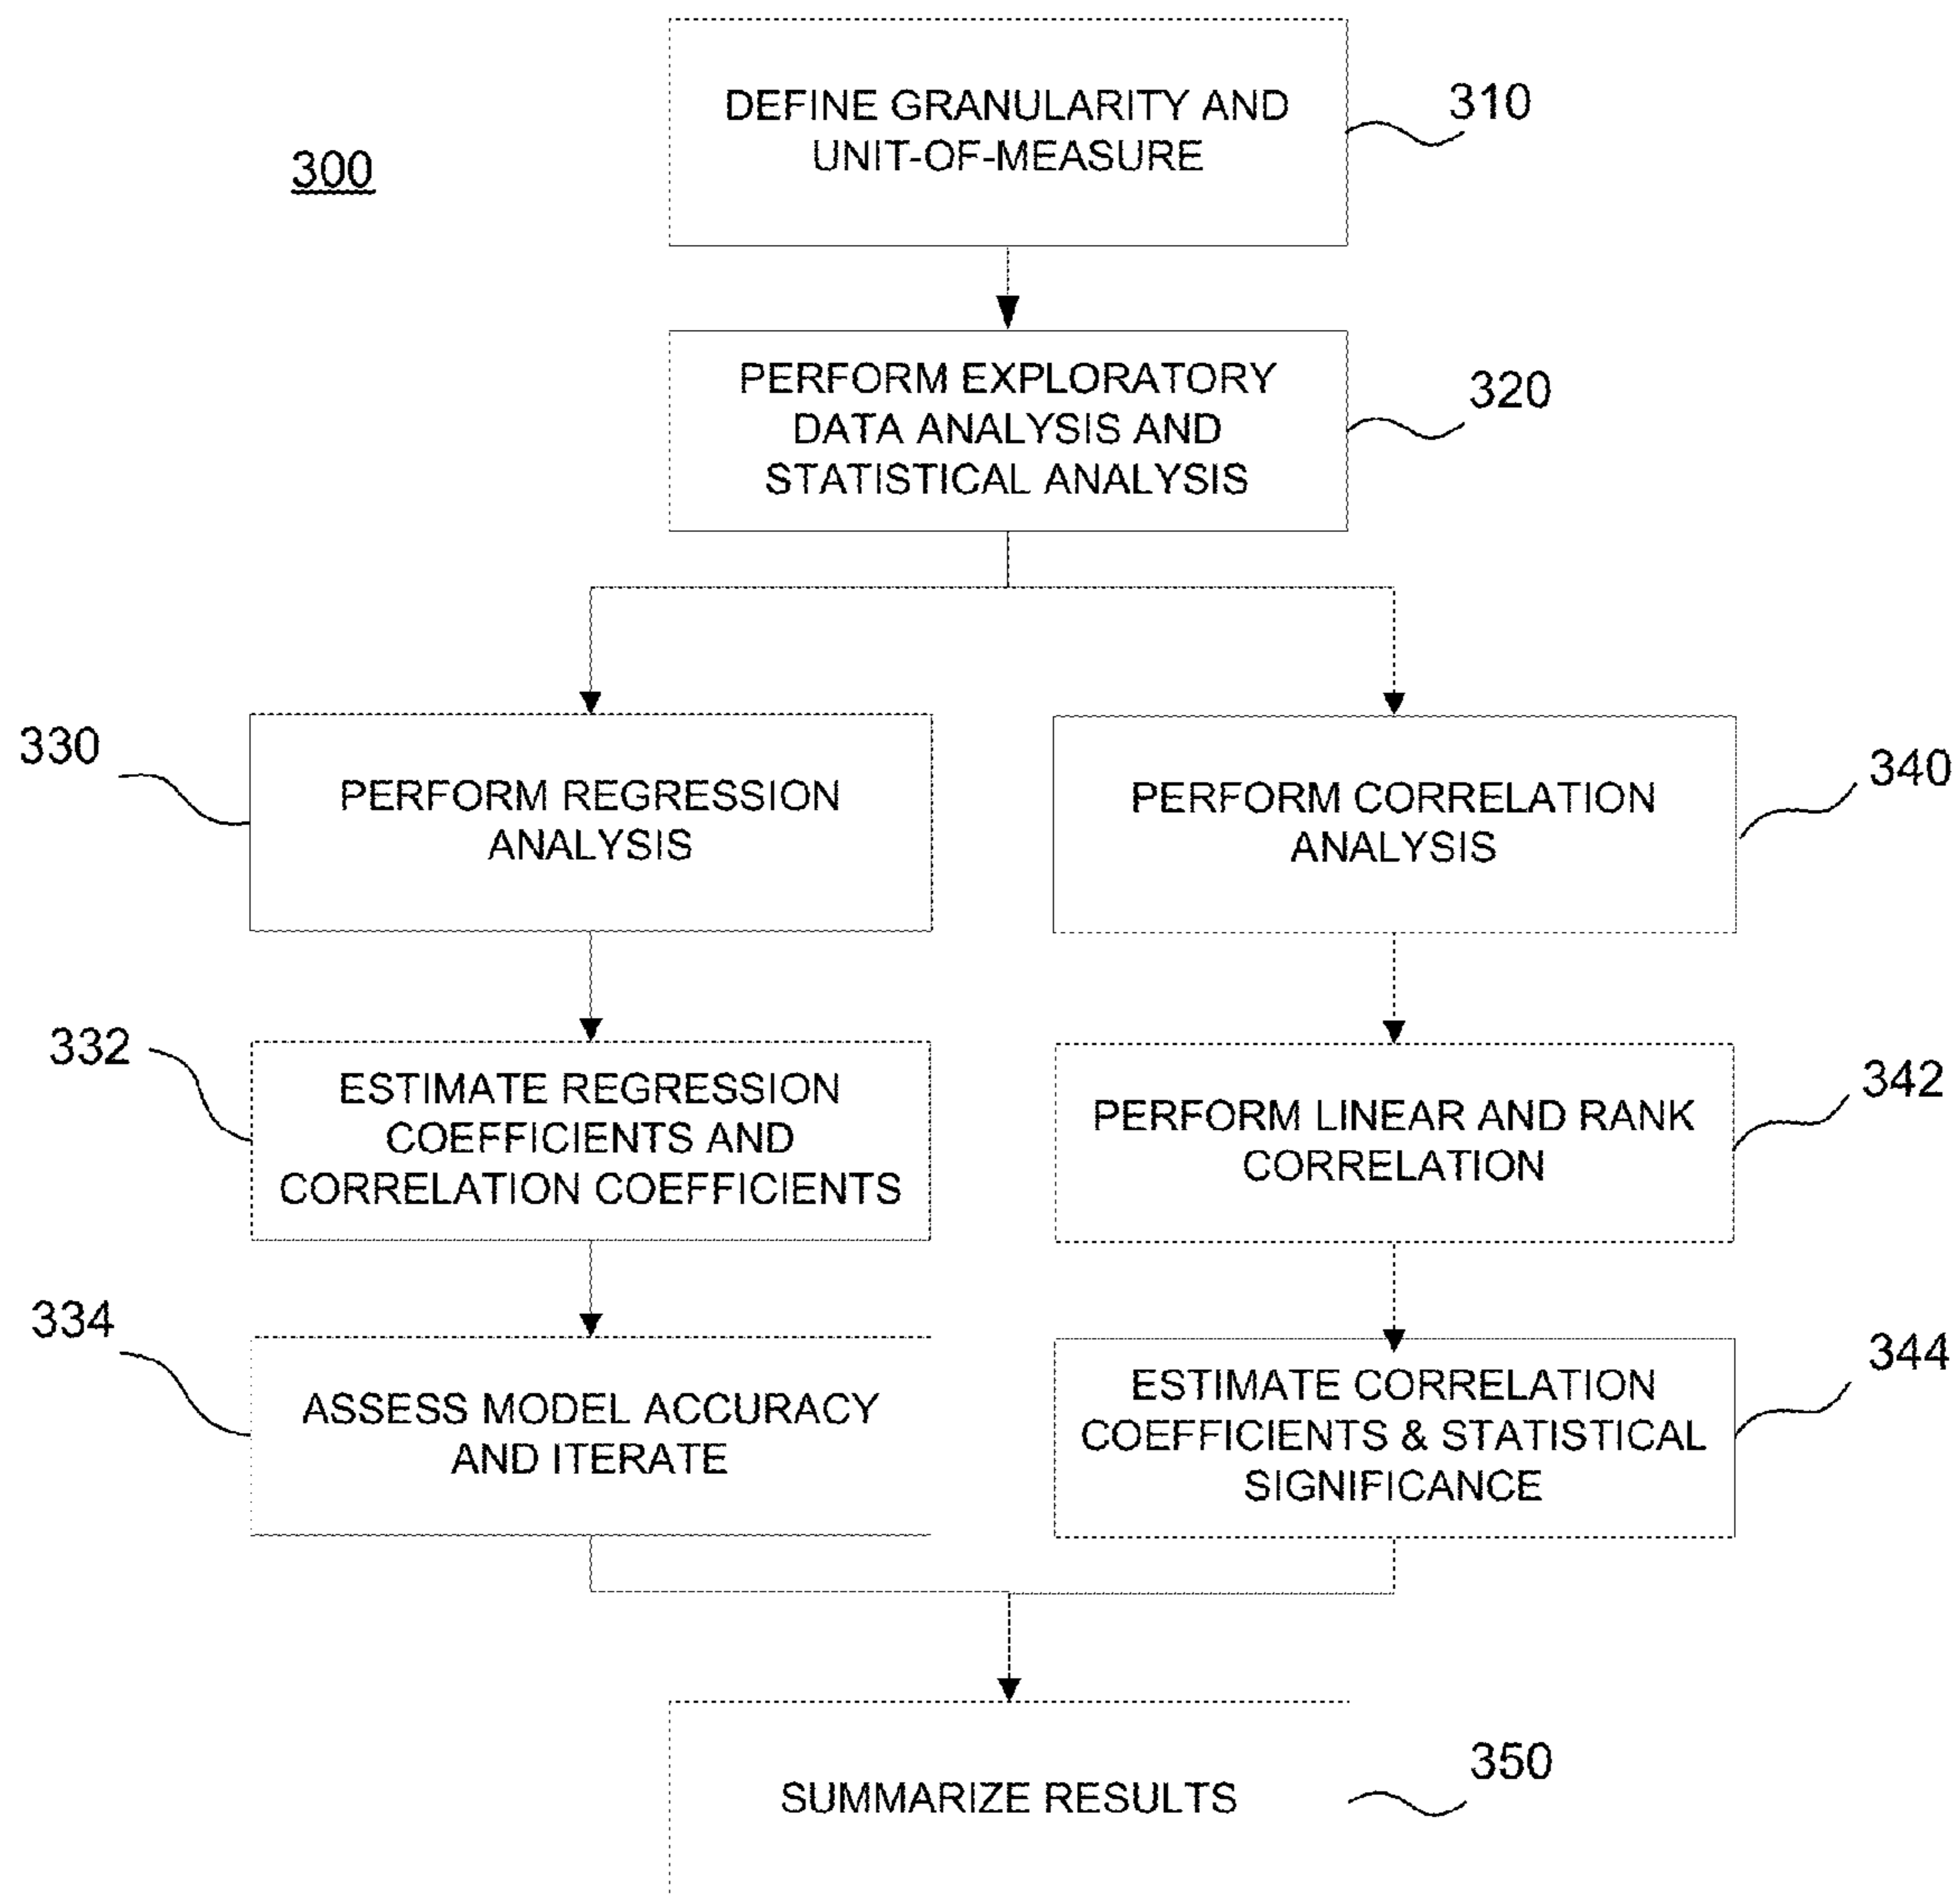 300
DEFINE GRANULARITY AND
UNIT-OF-MEASURE
310
PERFORM EXPLORATORY
DATA ANALYSIS AND
STATISTICAL ANALYSIS
320
330
PERFORM REGRESSION
ANALYSIS
PERFORM CORRELATION
ANALYSIS
340
332
ESTIMATE REGRESSION
COEFFICIENTS AND
CORRELATION COEFFICIENTS
PERFORM LINEAR AND RANK
CORRELATION
342
334
ASSESS MODEL ACCURACY
AND ITERATE
ESTIMATE CORRELATION
COEFFICIENTS & STATISTICAL
SIGNIFICANCE
344
SUMMARIZE RESULTS
350